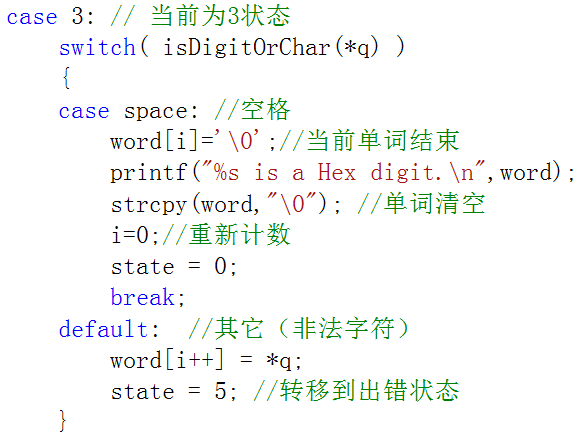 case 3: // 当前为3状态
switch( isDigitOrChar(*q) )
{
case space: //空格
word[i]='\0';//当前单词结束
printf("%s is a Hex digit.\n",word);
strcpy(word,"\0"); //单词清空
i=0;//重新计数
state = 0;
break;
default: //其它（非法字符）
word[i++] = *q;
state = 5; //转移到出错状态
}